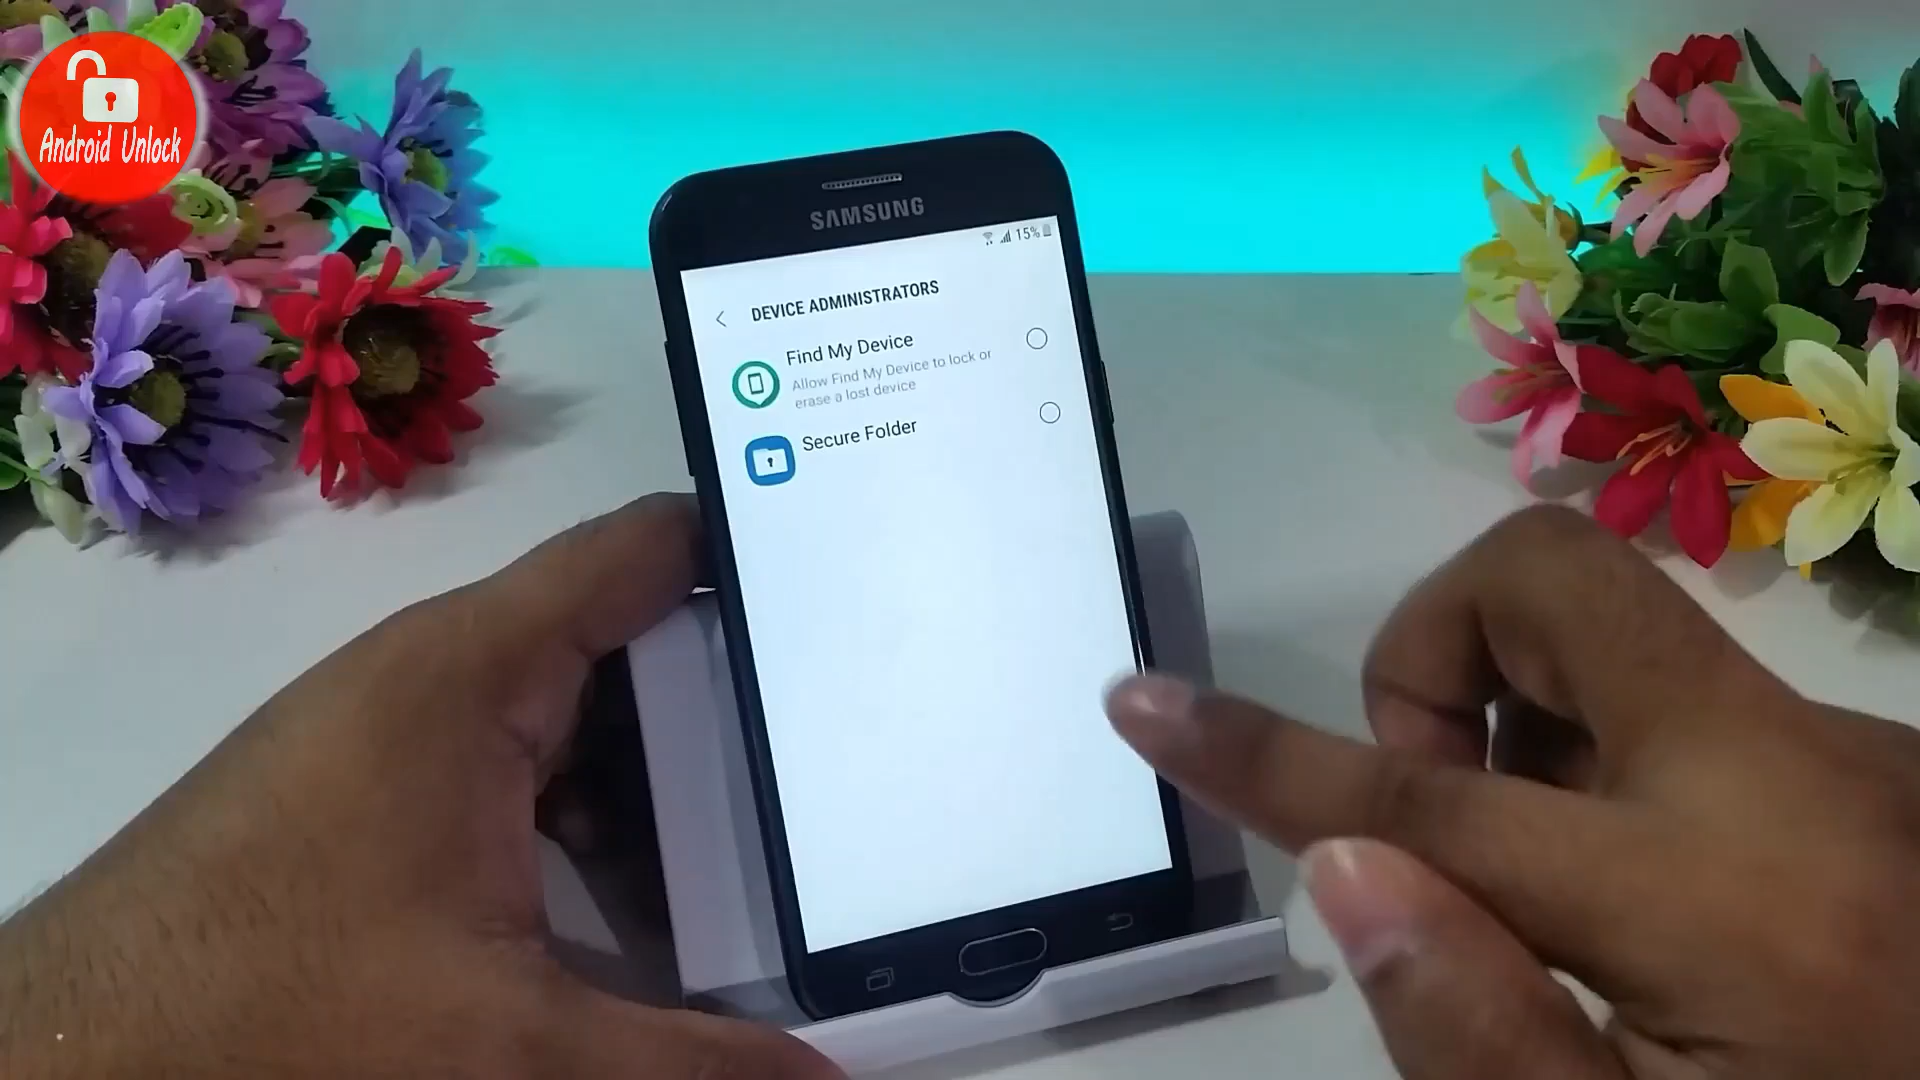 Android Unlock
SAMSUNG
15%
DEVICE ADMINISTRATORS
Find My Device
Allow Find My Device to lock or
erase a lost device
Secure Folder